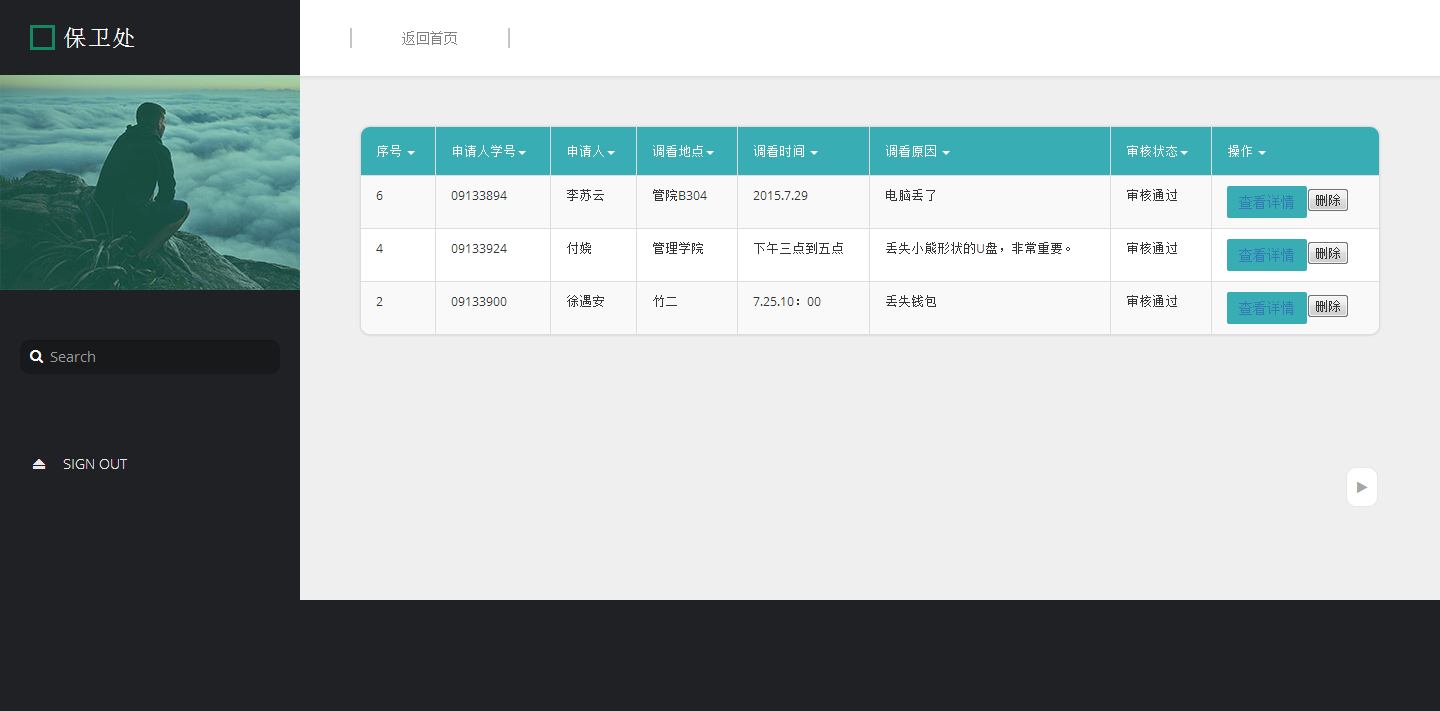 保卫处
返回首页
Search
SIGN OUT
序号 申请人学号 申请人 调看地点 调看时间 调看原因 审核状态 操作
6 09133894 李苏云 管院B304 2015.7.29 电脑丢了 审核通过 查看详情 删除
4 09133924 付婉 管理学院 下午三点到五点 丢失小熊形状的U盘，非常重要。 审核通过 查看详情 删除
2 09133900 徐遇安 竹二 7.25.10：00 丢失钱包 审核通过 查看详情 删除